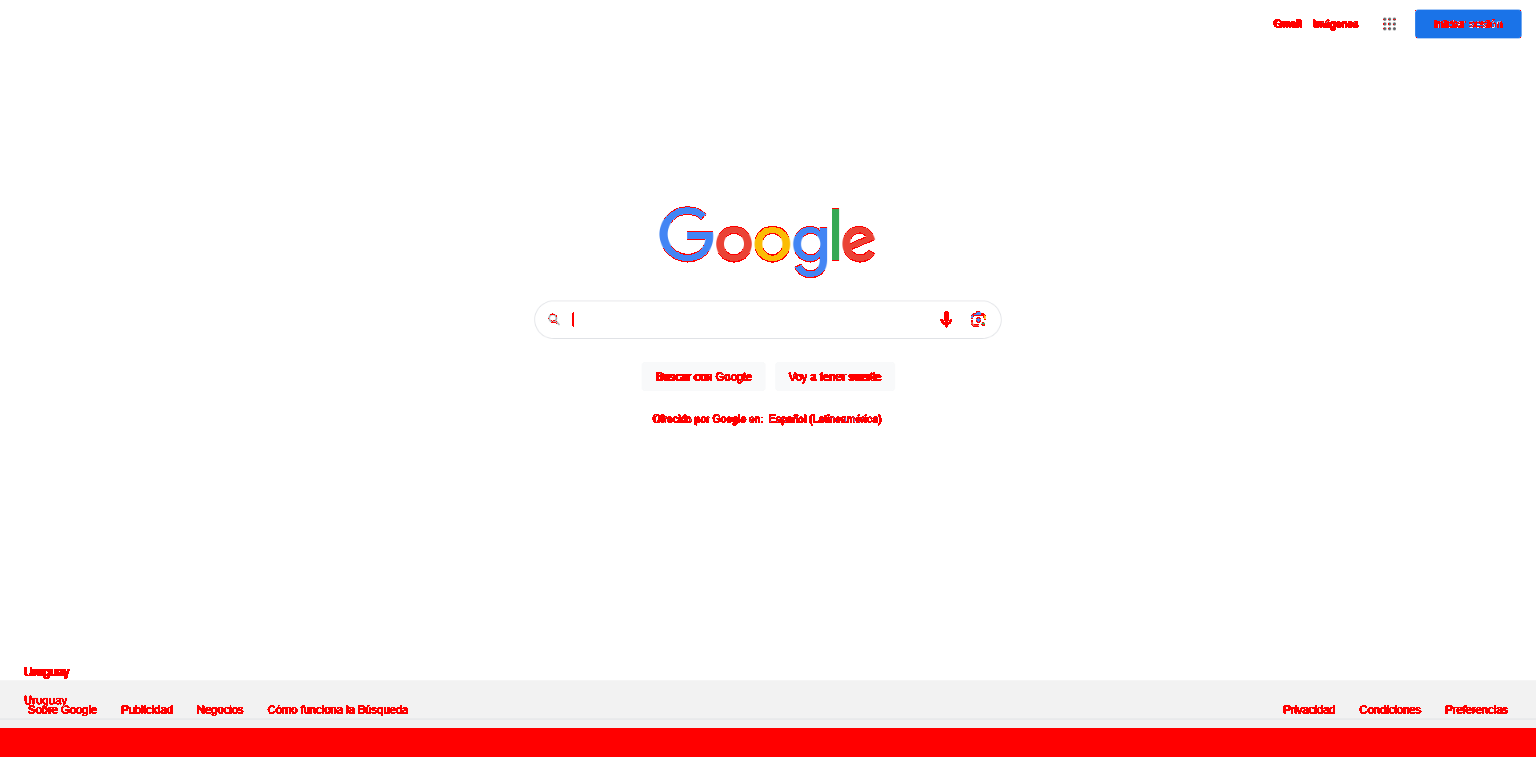 Gmail Imágenes Iniciar sesión
Google
Buscar con Google Voy a tener suerte
Ofrecido por Google en: Español (Latinoamérica)
Uruguay
Uruguay
Sobre Google Publicidad Negocios Cómo funciona la Búsqueda Privacidad Condiciones Preferencias